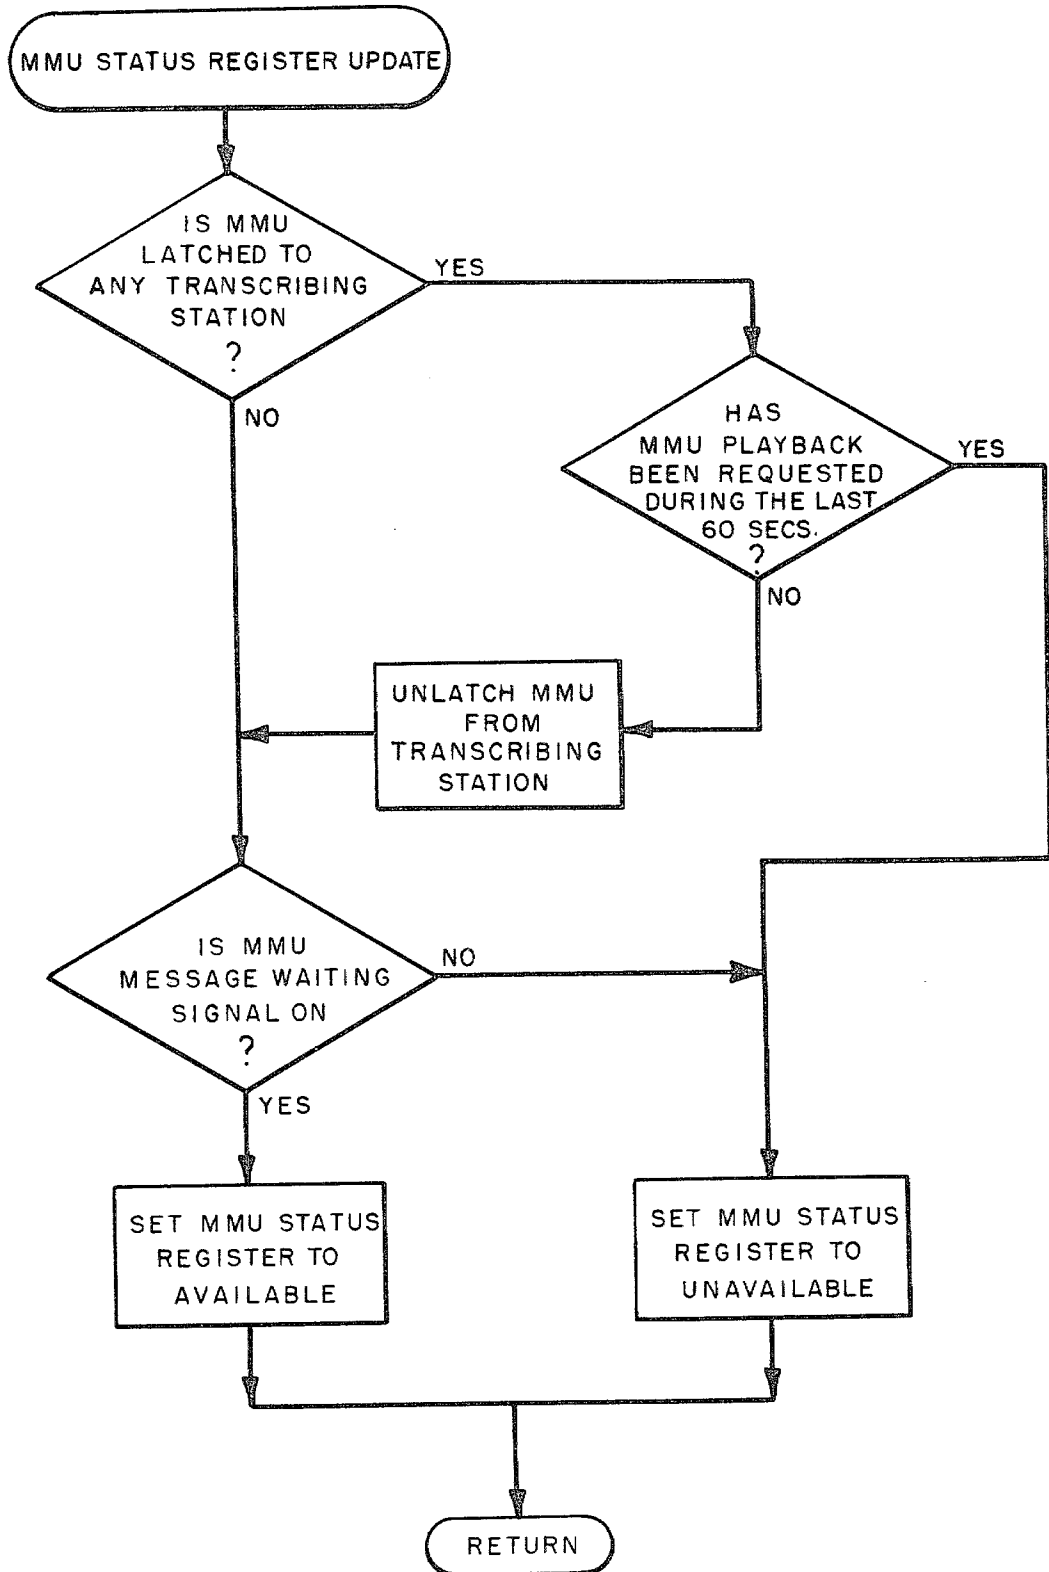 MMU STATUS REGISTER UPDATE
IS MMU
LATCHED TO
ANY TRANSCRIBING
STATION
?
YES
NO
HAS
MMU PLAYBACK
BEEN REQUESTED
DURING THE LAST
60 SECS.
?
YES
NO
UNLATCH MMU
FROM
TRANSCRIBING
STATION
IS MMU
MESSAGE WAITING
SIGNAL ON
?
NO
YES
SET MMU STATUS
REGISTER TO
AVAILABLE
SET MMU STATUS
REGISTER TO
UNAVAILABLE
RETURN